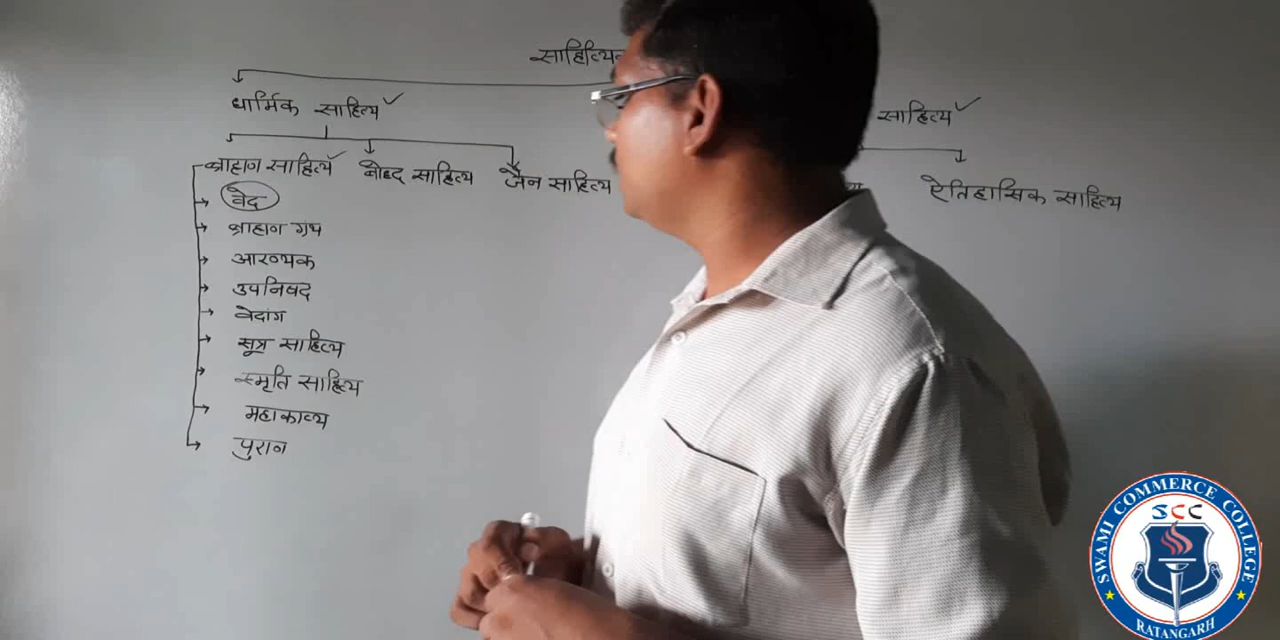 साहित्यि
धार्मिक साहित्य
साहित्य
ब्राह्मण साहित्य
बौद्ध साहित्य
जैन साहित्य
ऐतिहासिक साहित्य
वेद
ब्राह्मण ग्रंथ
आरण्यक
उपनिषद
वेदांग
सूत्र साहित्य
स्मृति साहित्य
महाकाव्य
पुरान
SWAMI COMMERCE COLLEGE
SCC
RATANGARH